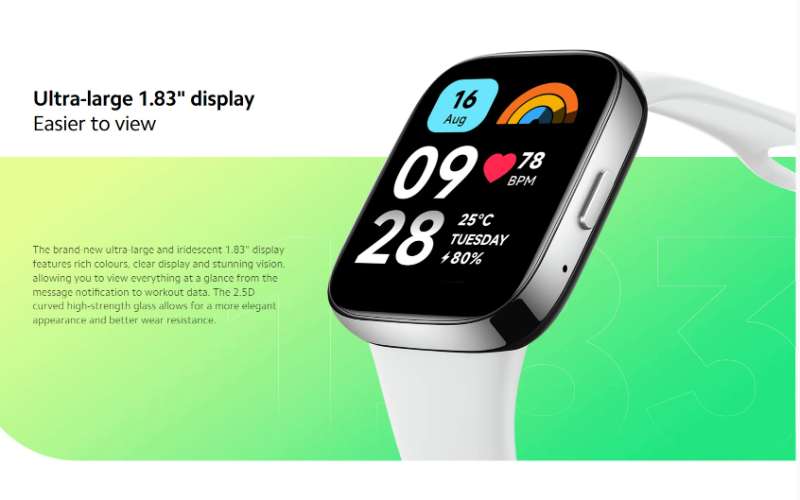 Ultra-large 1.83" display
Easier to view
The brand-new ultra-large and iridescent 1.83" display
features rich colours, clear display and stunning vision,
allowing you to view everything at a glance from the
message notification to workout data. The 2.5D
curved high-strength glass allows for a more elegant
appearance and better wear resistance.
16
Aug
09
78
BPM
28
25°C
TUESDAY
80%
1.83